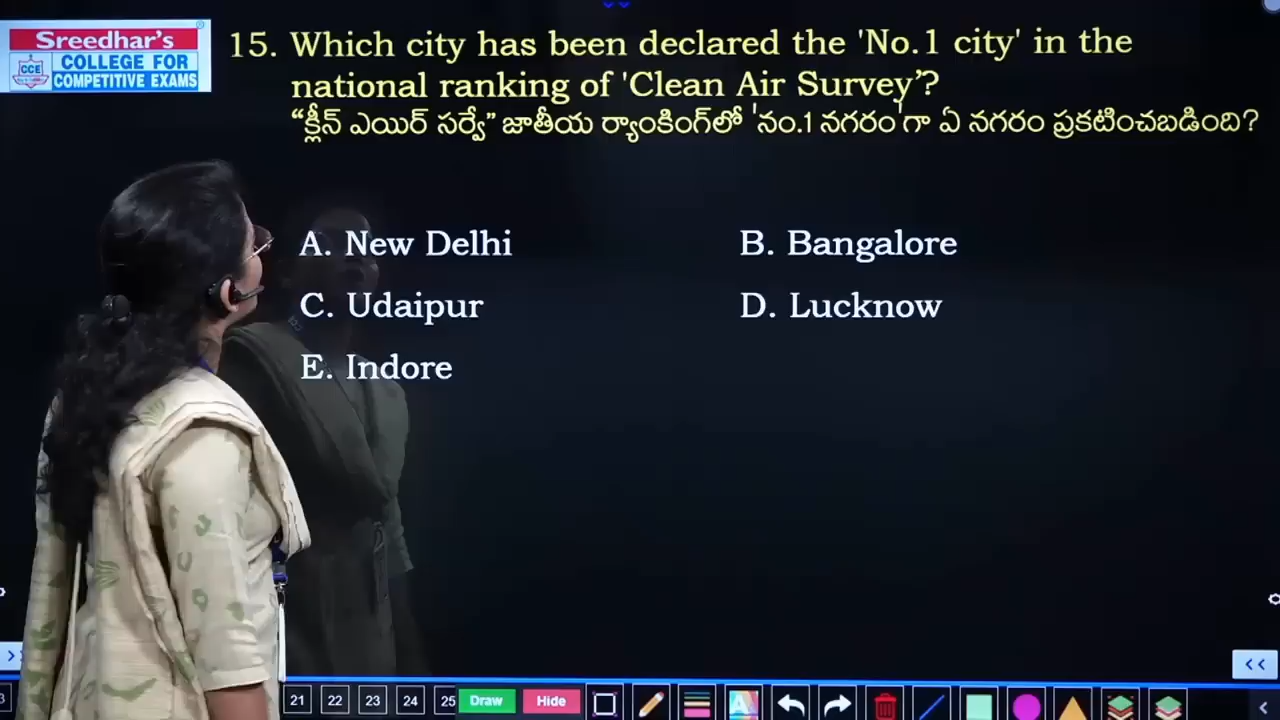 Sreedhar's
CCE
COLLEGE FOR
COMPETITIVE EXAMS
15. Which city has been declared the 'No.1 city' in the
national ranking of 'Clean Air Survey'?
“క్లీన్ ఎయిర్ సర్వే” జాతీయ ర్యాంకింగ్‌లో 'నం.1 నగరం'గా ఏ నగరం ప్రకటించబడింది?
A. New Delhi
B. Bangalore
C. Udaipur
D. Lucknow
E. Indore
3 21 22 23 24 25 Draw Hide